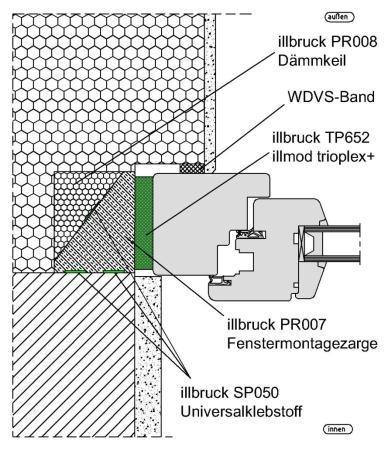 außen
illbruck PR008
Dämmkeil
WDVS-Band
illbruck TP652
illmod trioplex+
illbruck PR007
Fenstermontagezarge
illbruck SP050
Universalklebstoff
innen